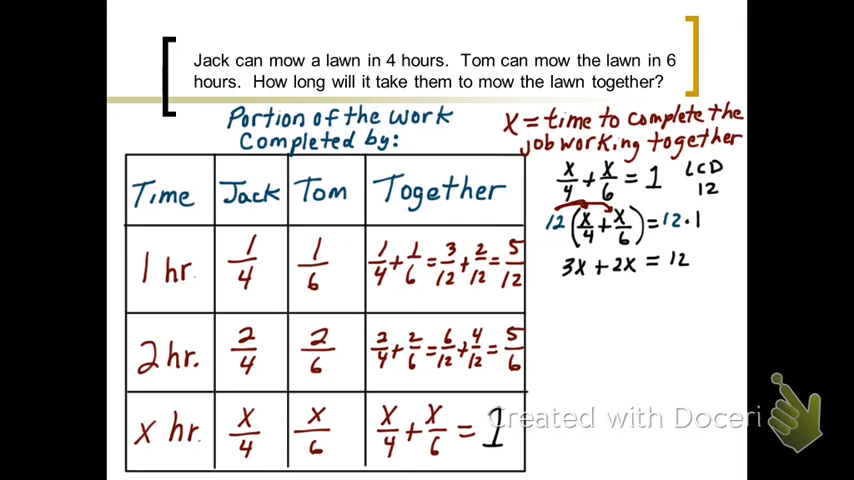 Jack can mow a lawn in 4 hours. Tom can mow the lawn in 6
hours. How long will it take them to mow the lawn together?
Portion of the work
Completed by:
Time Jack Tom Together
1 hr. 1/4 1/6 1/4 + 1/6 = 3/12 + 2/12 = 5/12
2 hr. 2/4 2/6 2/4 + 2/6 = 6/12 + 4/12 = 5/6
x hr. x/4 x/6 x/4 + x/6 = 1
x = time to complete the
job working together
x/4 + x/6 = 1 LCD
12
12 (x/4 + x/6) = 12 · 1
3x + 2x = 12
Created with Doceri